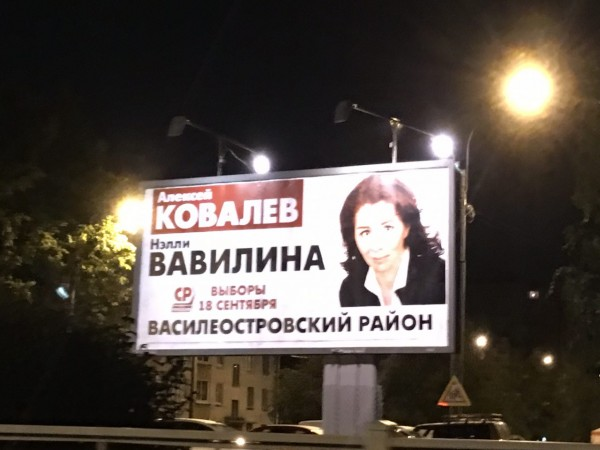 Алексей
КОВАЛЕВ
Нэлли
ВАВИЛИНА
СР
ВЫБОРЫ
18 СЕНТЯБРЯ
ВАСИЛЕОСТРОВСКИЙ РАЙОН